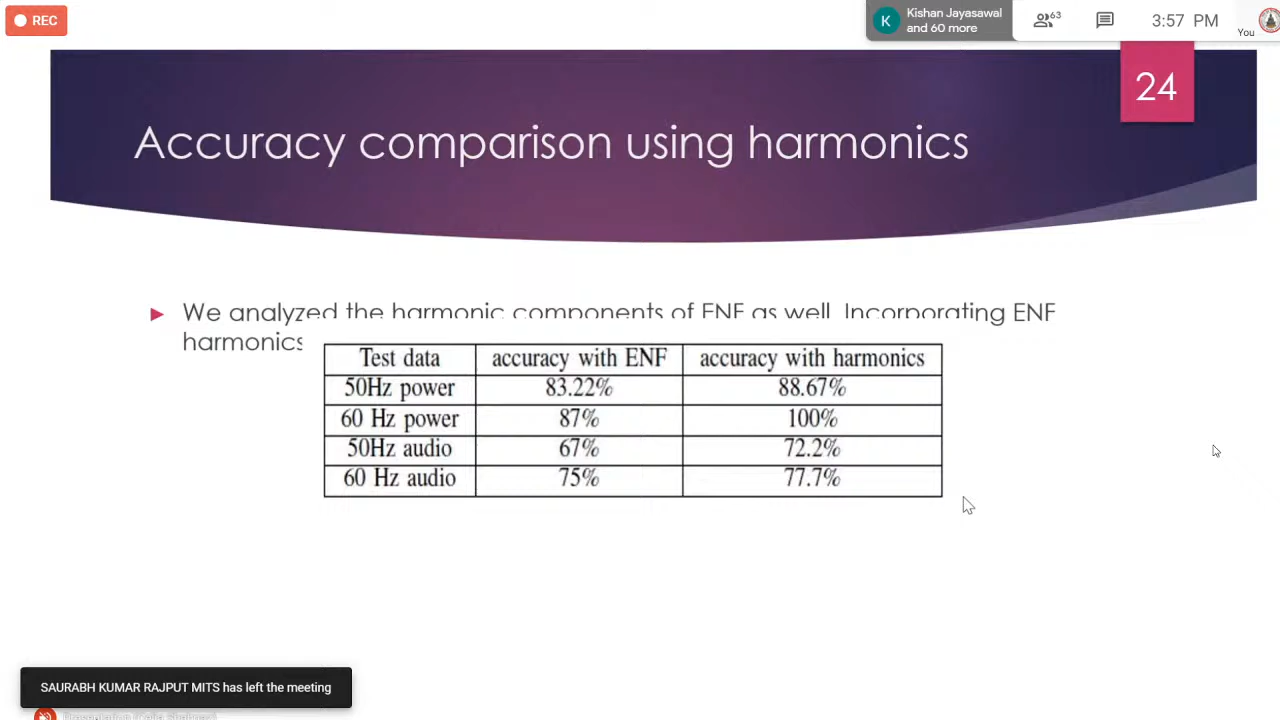 REC
K
Kishan Jayasawal
and 60 more
63
3:57 PM
You
24
Accuracy comparison using harmonics
We analyzed the harmonic components of ENF as well. Incorporating ENF
harmonics
Test data accuracy with ENF accuracy with harmonics
50Hz power 83.22% 88.67%
60 Hz power 87% 100%
50Hz audio 67% 72.2%
60 Hz audio 75% 77.7%
SAURABH KUMAR RAJPUT MITS has left the meeting